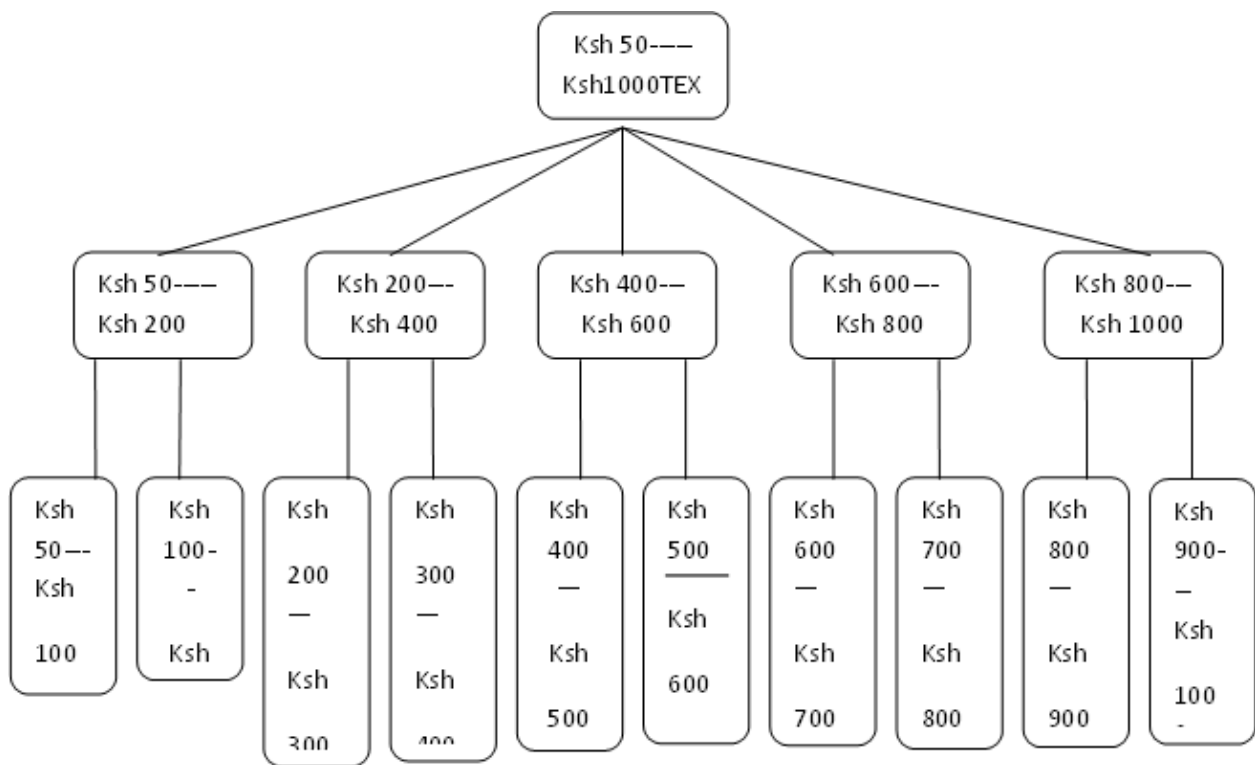 Ksh 50-----
Ksh1000TEX
Ksh 50-----
Ksh 200
Ksh 200---
Ksh 400
Ksh 400---
Ksh 600
Ksh 600---
Ksh 800
Ksh 800---
Ksh 1000
Ksh
50---
Ksh
100
Ksh
100-
-
Ksh
Ksh
200
—
Ksh
300
Ksh
300
—
Ksh
400
Ksh
400
—
Ksh
500
Ksh
500
Ksh
600
Ksh
600
—
Ksh
700
Ksh
700
—
Ksh
800
Ksh
800
—
Ksh
900
Ksh
900-
—
Ksh
100